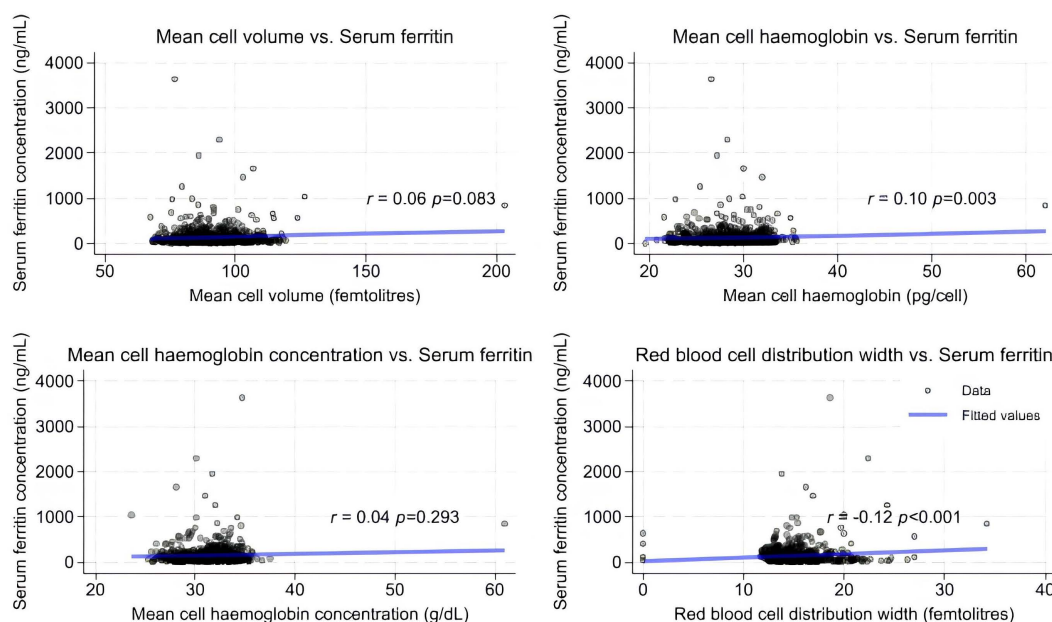 Mean cell volume vs. Serum ferritin
Serum ferritin concentration (ng/mL)
4000
3000
2000
1000
0
r = 0.06 p=0.083
50 100 150 200
Mean cell volume (femtolitres)
Mean cell haemoglobin vs. Serum ferritin
Serum ferritin concentration (ng/mL)
4000
3000
2000
1000
0
r = 0.10 p=0.003
20 30 40 50 60
Mean cell haemoglobin (pg/cell)
Mean cell haemoglobin concentration vs. Serum ferritin
Serum ferritin concentration (ng/mL)
4000
3000
2000
1000
0
r = 0.04 p=0.293
20 30 40 50 60
Mean cell haemoglobin concentration (g/dL)
Red blood cell distribution width vs. Serum ferritin
Serum ferritin concentration (ng/mL)
4000
3000
2000
1000
0
Data
Fitted values
r = -0.12 p<0.001
0 10 20 30 40
Red blood cell distribution width (femtolitres)